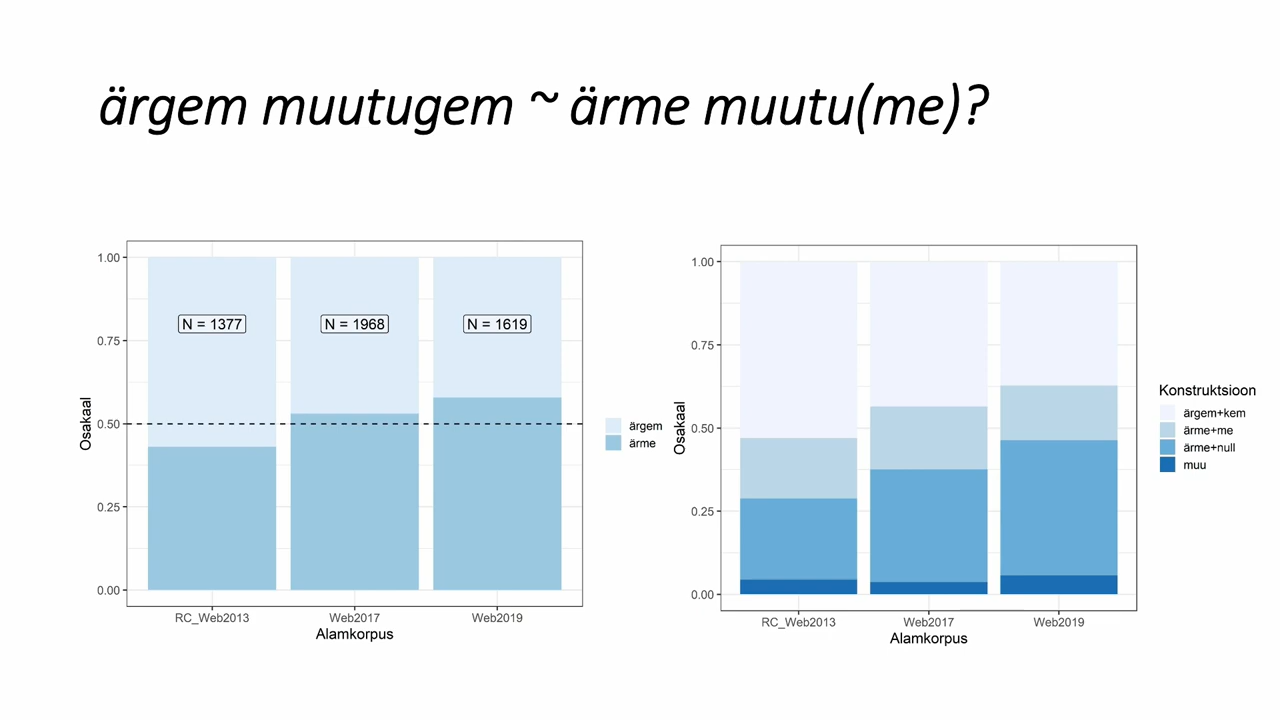 ärgem muutugem ~ ärme muutu(me)?
Osakaal
1.00
0.75
0.50
0.25
0.00
N = 1377
N = 1968
N = 1619
RC_Web2013
Web2017
Web2019
Alamkorpus
ärgem
ärme
Osakaal
1.00
0.75
0.50
0.25
0.00
RC_Web2013
Web2017
Web2019
Alamkorpus
Konstruktsioon
ärgem+kem
ärme+me
ärme+null
muu